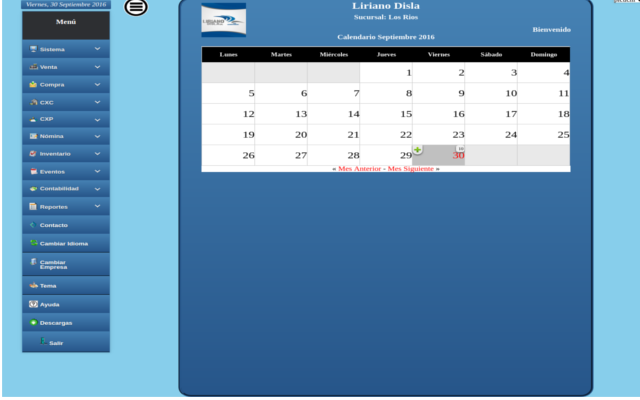 Viernes, 30 Septiembre 2016
Menú
Sistema
Venta
Compra
CXC
CXP
Nómina
Inventario
Eventos
Contabilidad
Reportes
Contacto
Cambiar Idioma
Cambiar
Empresa
Tema
Ayuda
Descargas
Salir
LIRIANO
Liriano Disla
Sucursal: Los Rios
Bienvenido
Calendario Septiembre 2016
Lunes Martes Miércoles Jueves Viernes Sábado Domingo
1 2 3 4
5 6 7 8 9 10 11
12 13 14 15 16 17 18
19 20 21 22 23 24 25
26 27 28 29 30
« Mes Anterior - Mes Siguiente »